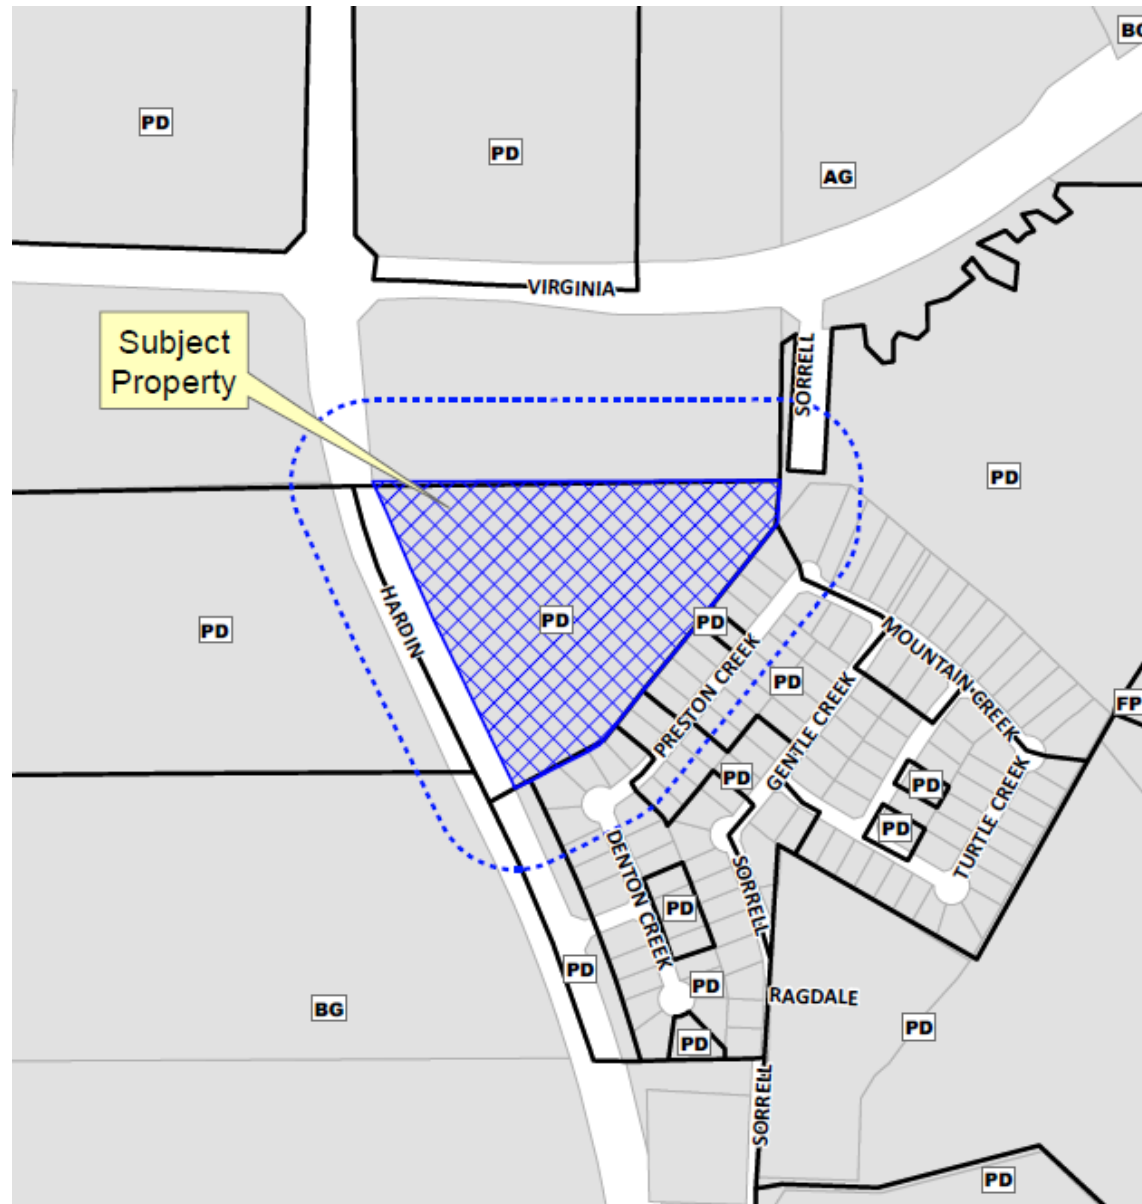 BG
PD
PD
AG
VIRGINIA
Subject
Property
SORRELL
PD
HARDIN
PD
PD
PD
PRESTON CREEK
MOUNTAIN CREEK
PD
GENTLE CREEK
FP
PD
PD
PD
TURTLE CREEK
DENTON CREEK
SORRELL
PD
PD
PD
RAGDALE
BG
PD
PD
SORRELL
PD